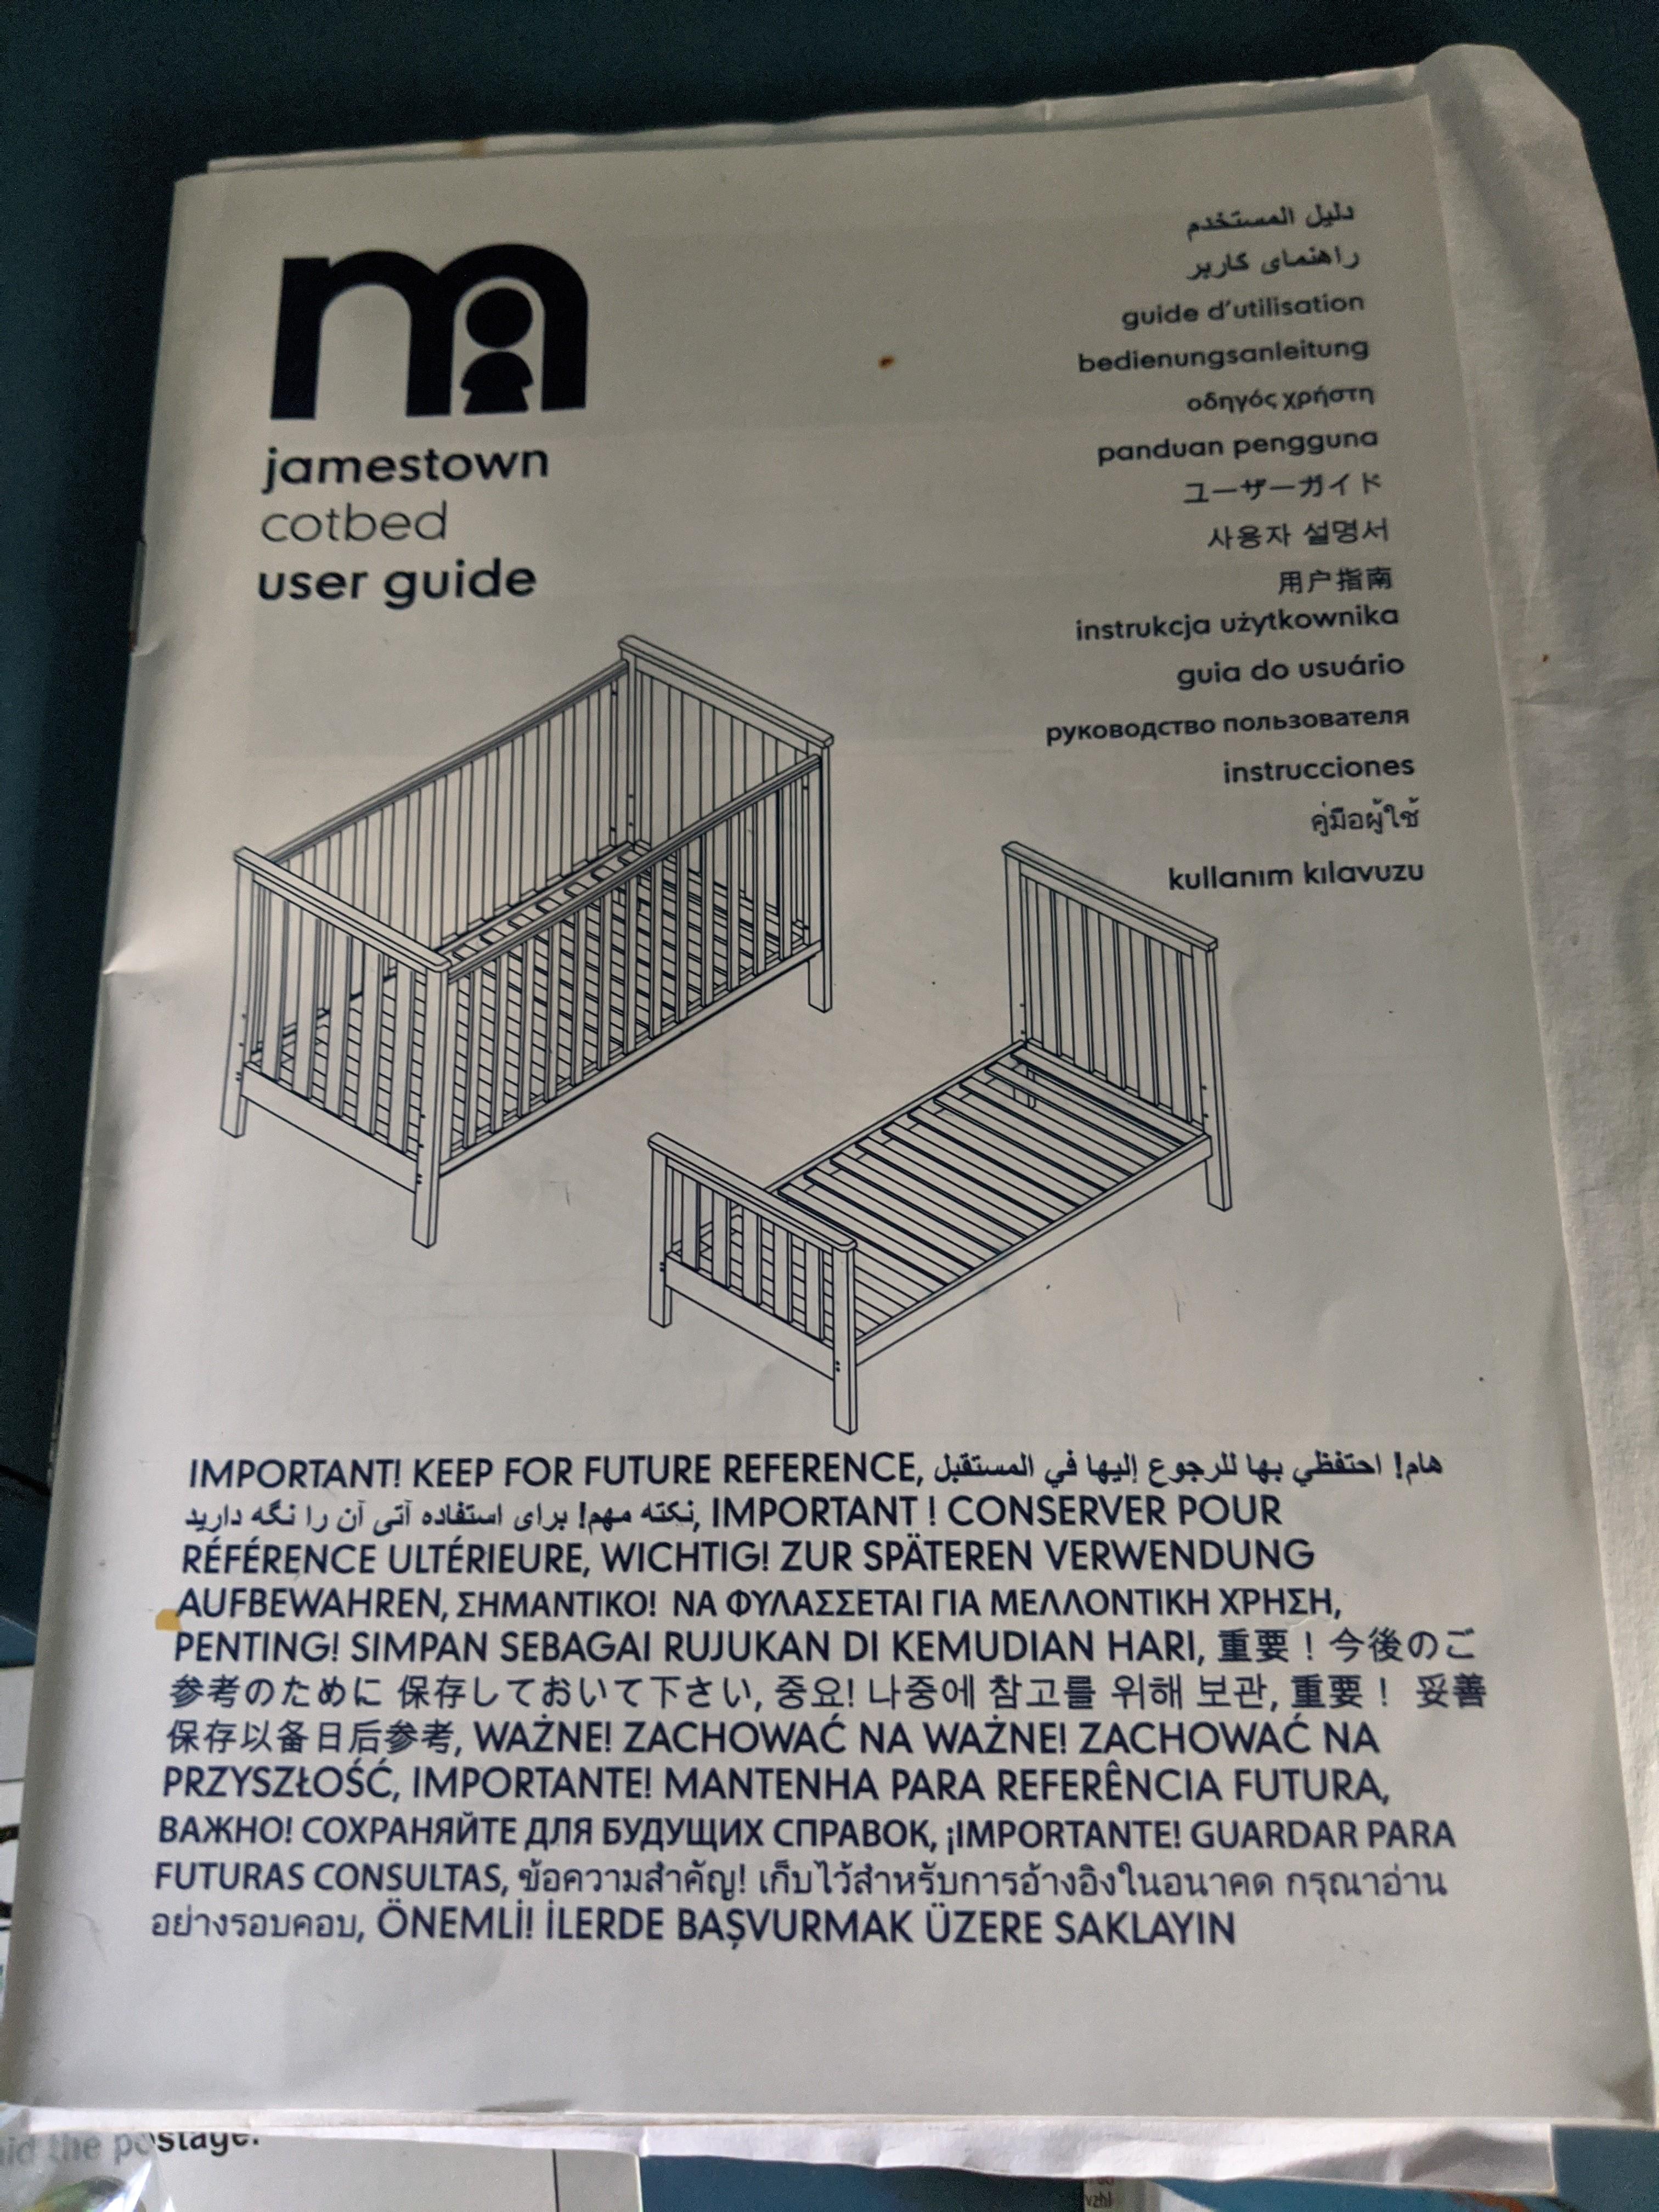 jamestown
cotbed
user guide
دليل المستخدم
راهنمای کاربر
guide d'utilisation
bedienungsanleitung
οδηγός χρήστη
panduan pengguna
ユーザーガイド
사용자 설명서
用户指南
instrukcja użytkownika
guia do usuário
руководство пользователя
instrucciones
คู่มือผู้ใช้
kullanım kılavuzu
IMPORTANT! KEEP FOR FUTURE REFERENCE, هام! احتفظي بها للرجوع إليها في المستقبل
نكته مهم! برای استفاده آتی آن را نگه دارید, IMPORTANT ! CONSERVER POUR
RÉFÉRENCE ULTÉRIEURE, WICHTIG! ZUR SPÄTEREN VERWENDUNG
AUFBEWAHREN, ΣΗΜΑΝΤΙΚΟ! ΝΑ ΦΥΛΑΣΣΕΤΑΙ ΓΙΑ ΜΕΛΛΟΝΤΙΚΗ ΧΡΗΣΗ,
PENTING! SIMPAN SEBAGAI RUJUKAN DI KEMUDIAN HARI, 重要！今後のご
参考のために 保存しておいて下さい, 중요! 나중에 참고를 위해 보관, 重要！ 妥善
保存以备日后参考, WAŻNE! ZACHOWAĆ NA WAŻNE! ZACHOWAĆ NA
PRZYSZŁOŚĆ, IMPORTANTE! MANTENHA PARA REFERÊNCIA FUTURA,
ВАЖНО! СОХРАНЯЙТЕ ДЛЯ БУДУЩИХ СПРАВОК, ¡IMPORTANTE! GUARDAR PARA
FUTURAS CONSULTAS, ข้อความสำคัญ! เก็บไว้สำหรับการอ้างอิงในอนาคต กรุณาอ่าน
อย่างรอบคอบ, ÖNEMLİ! İLERDE BAŞVURMAK ÜZERE SAKLAYIN
the postage.